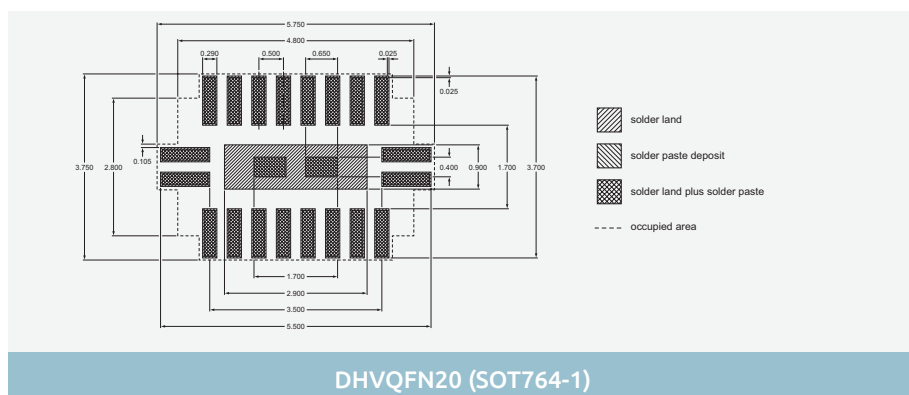 5.750
4.800
0.290 0.500 0.650 0.025
0.025
3.750 2.800 0.105 0.400 0.900 1.700 3.700
1.700
2.900
3.500
5.500
solder land
solder paste deposit
solder land plus solder paste
occupied area
DHVQFN20 (SOT764-1)